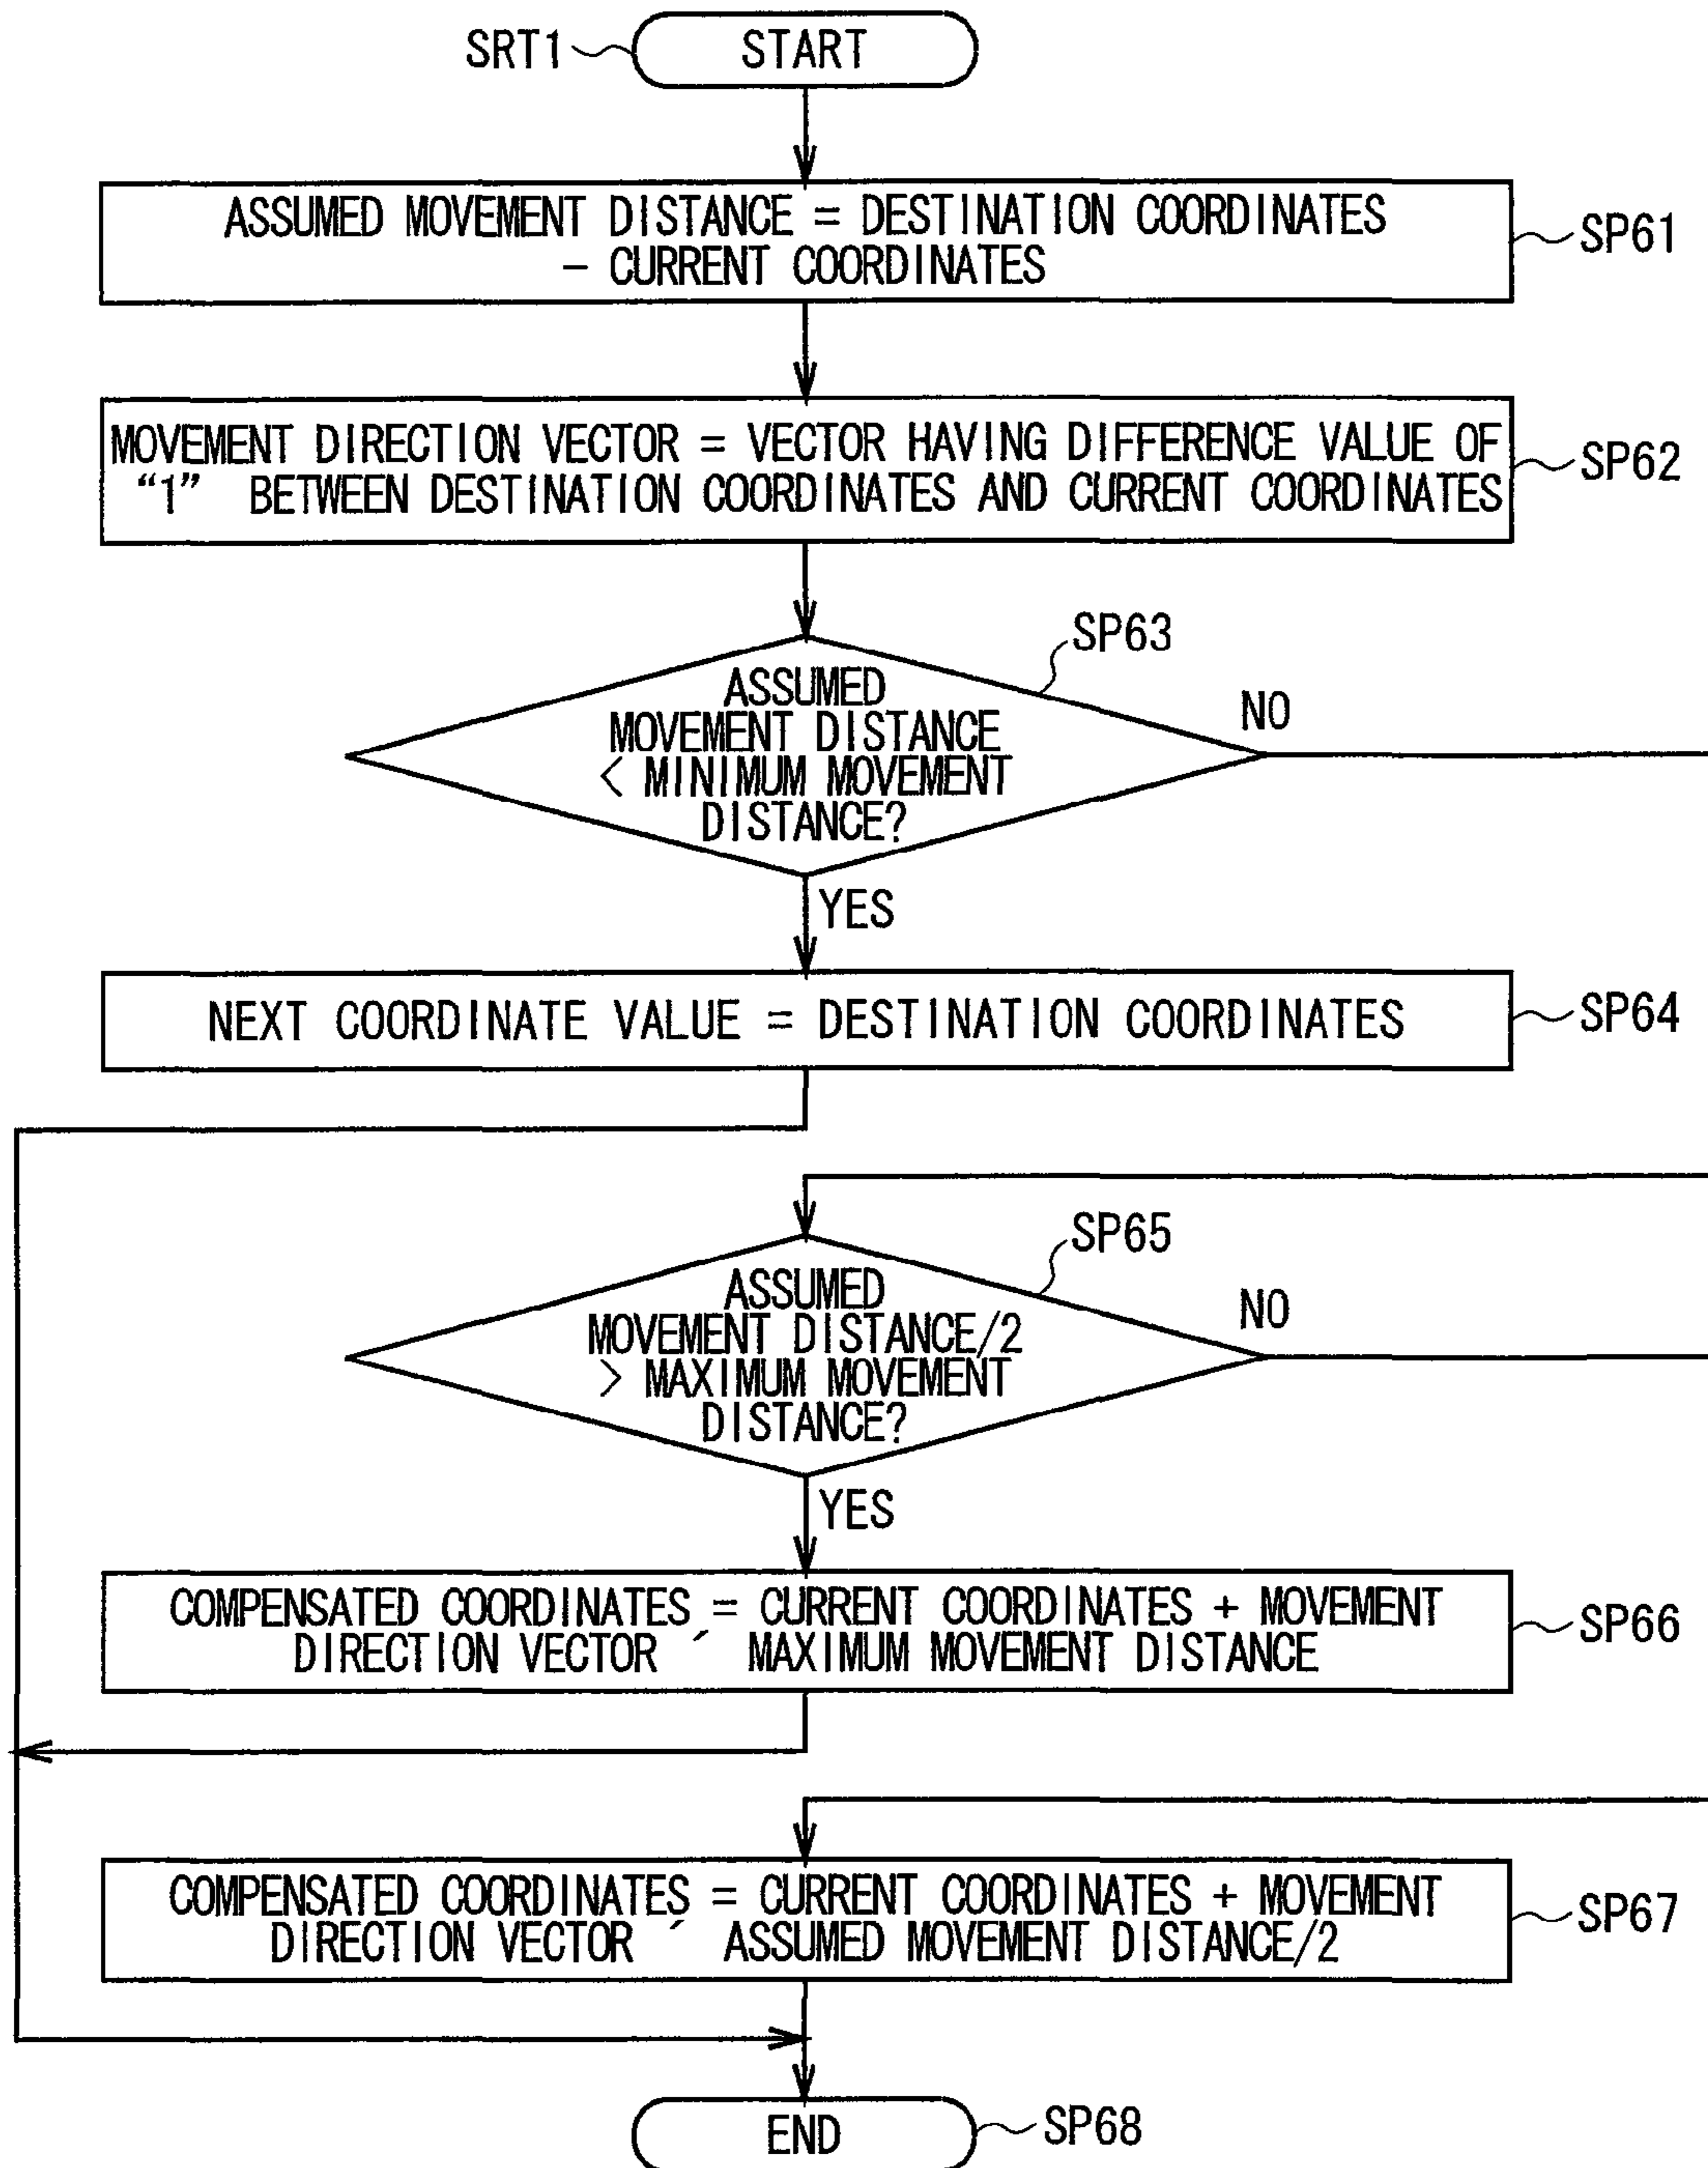 SRT1
START
ASSUMED MOVEMENT DISTANCE = DESTINATION COORDINATES
- CURRENT COORDINATES
SP61
MOVEMENT DIRECTION VECTOR = VECTOR HAVING DIFFERENCE VALUE OF
“1” BETWEEN DESTINATION COORDINATES AND CURRENT COORDINATES
SP62
SP63
ASSUMED
MOVEMENT DISTANCE
< MINIMUM MOVEMENT
DISTANCE?
NO
YES
NEXT COORDINATE VALUE = DESTINATION COORDINATES
SP64
SP65
ASSUMED
MOVEMENT DISTANCE/2
> MAXIMUM MOVEMENT
DISTANCE?
NO
YES
COMPENSATED COORDINATES = CURRENT COORDINATES + MOVEMENT
DIRECTION VECTOR ´ MAXIMUM MOVEMENT DISTANCE
SP66
COMPENSATED COORDINATES = CURRENT COORDINATES + MOVEMENT
DIRECTION VECTOR ´ ASSUMED MOVEMENT DISTANCE/2
SP67
END
SP68